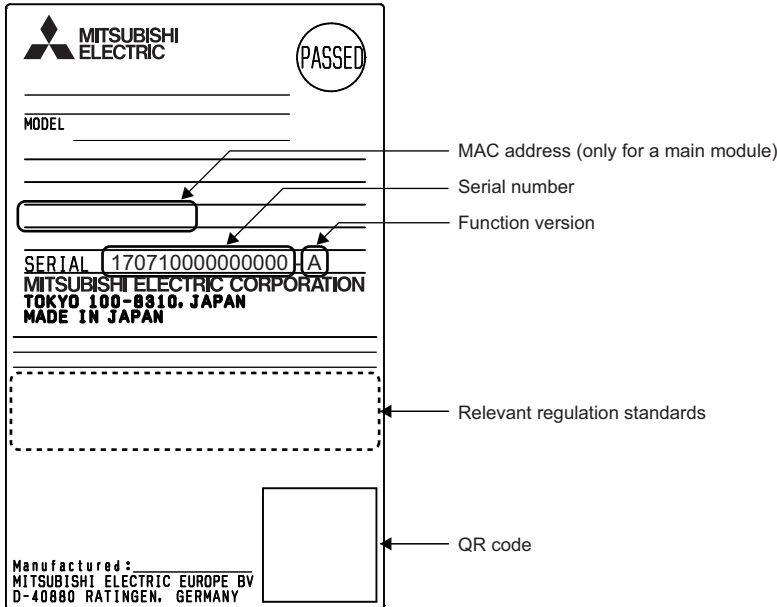 MITSUBISHI
ELECTRIC
PASSED
MODEL
MAC address (only for a main module)
Serial number
Function version
SERIAL 170710000000000 - A
MITSUBISHI ELECTRIC CORPORATION
TOKYO 100-8310, JAPAN
MADE IN JAPAN
Relevant regulation standards
QR code
Manufactured:
MITSUBISHI ELECTRIC EUROPE BV
D-40880 RATINGEN, GERMANY